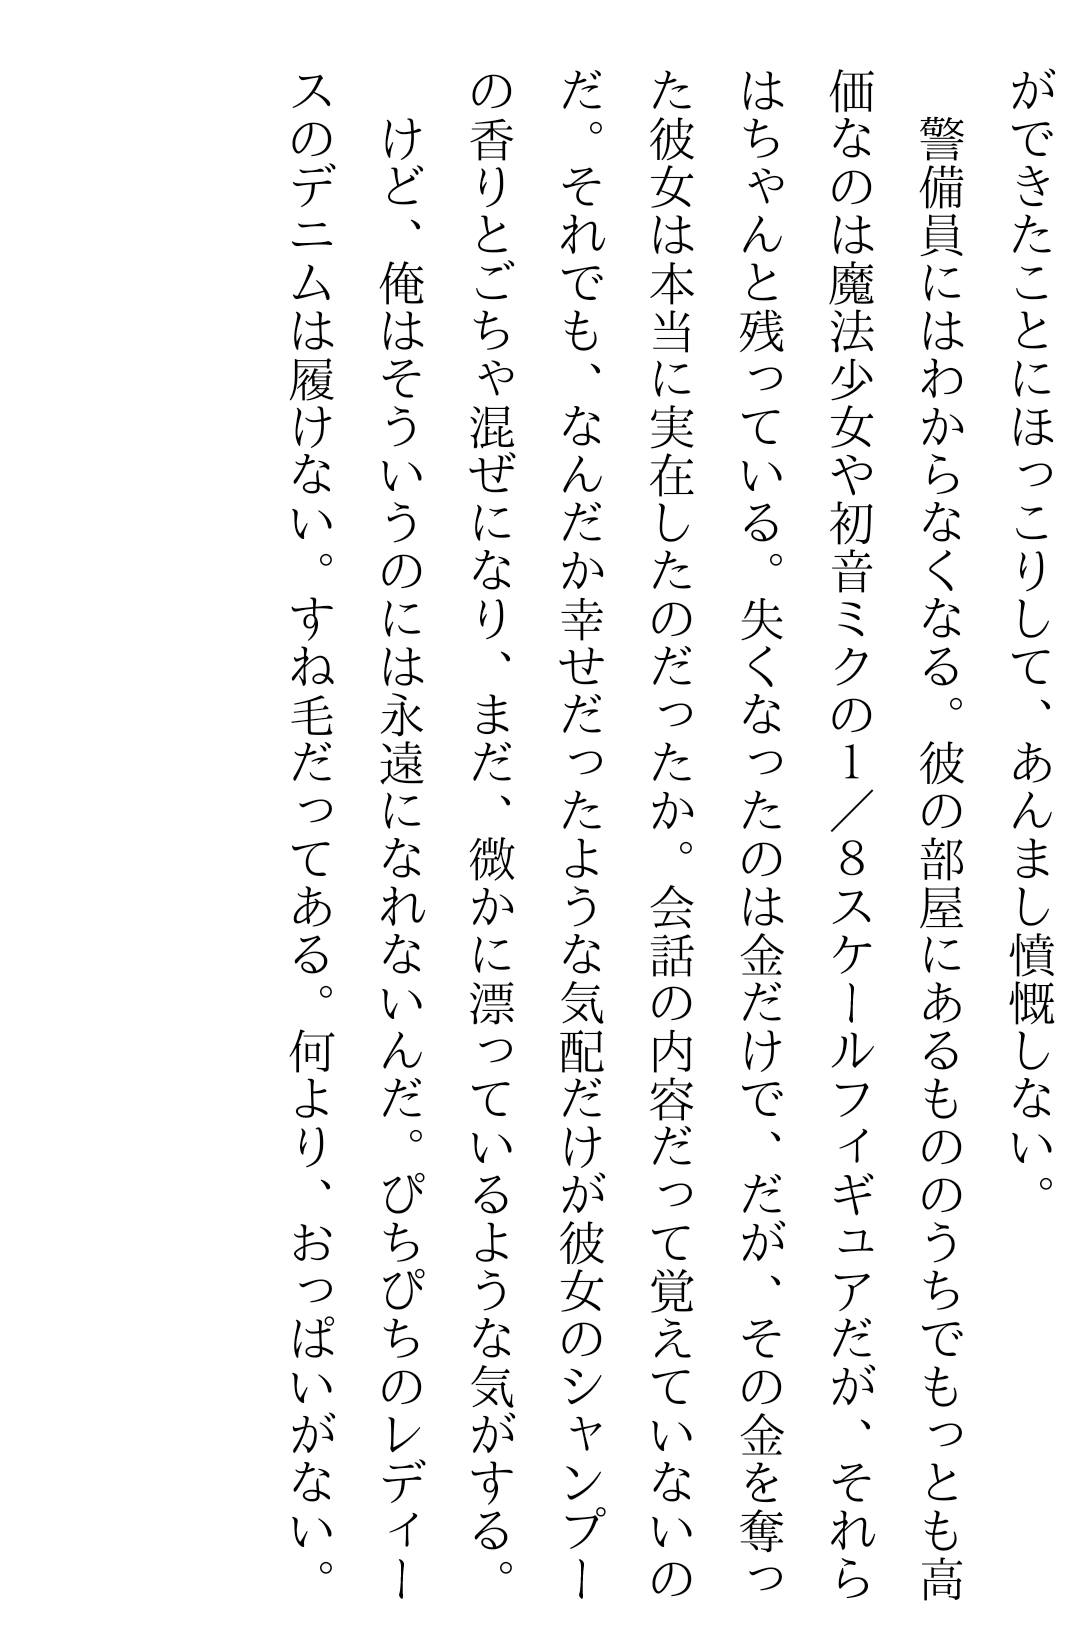 ができたことにほっこりして、あんまし憤慨しない。
警備員にはわからなくなる。彼の部屋にあるもののうちでもっとも高
価なのは魔法少女や初音ミクの1／8スケールフィギュアだが、それら
はちゃんと残っている。失くなったのは金だけで、だが、その金を奪っ
た彼女は本当に実在したのだったか。会話の内容だって覚えていないの
だ。それでも、なんだか幸せだったような気配だけが彼女のシャンプー
の香りとごちゃ混ぜになり、まだ、微かに漂っているような気がする。
けど、俺はそういうのには永遠になれないんだ。ぴちぴちのレディー
スのデニムは履けない。すね毛だってある。何より、おっぱいがない。